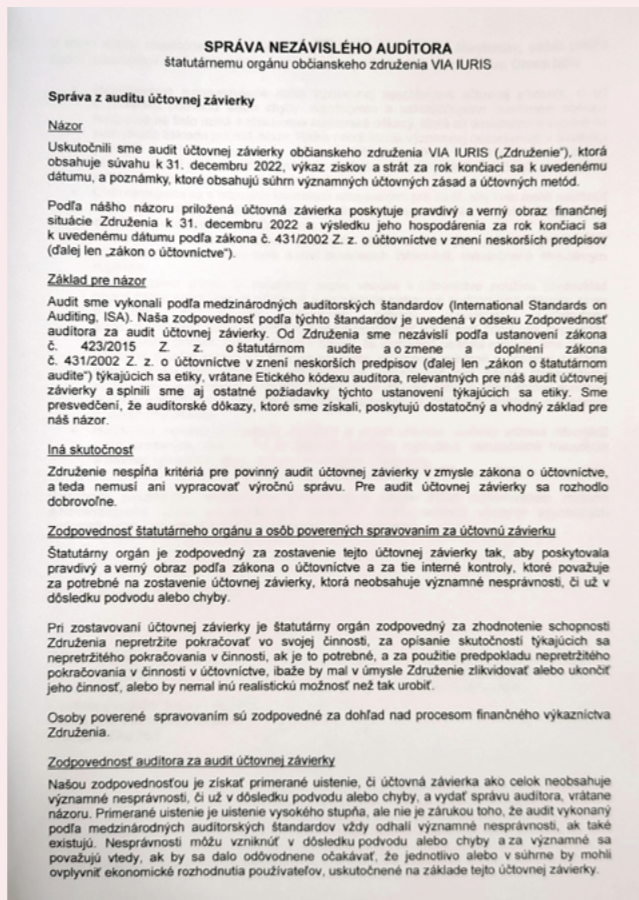 SPRÁVA NEZÁVISLÉHO AUDÍTORA
štatutárnemu orgánu občianskeho združenia VIA IURIS
Správa z auditu účtovnej závierky
Názor
Uskutočnili sme audit účtovnej závierky občianskeho združenia VIA IURIS („Združenie“), ktorá
obsahuje súvahu k 31. decembru 2022, výkaz ziskov a strát za rok končiaci sa k uvedenému
dátumu, a poznámky, ktoré obsahujú súhrn významných účtovných zásad a účtovných metód.
Podľa nášho názoru priložená účtovná závierka poskytuje pravdivý a verný obraz finančnej
situácie Združenia k 31. decembru 2022 a výsledku jeho hospodárenia za rok končiaci sa
k uvedenému dátumu podľa zákona č. 431/2002 Z. z. o účtovníctve v znení neskorších predpisov
(ďalej len „zákon o účtovníctve“).
Základ pre názor
Audit sme vykonali podľa medzinárodných audítorských štandardov (International Standards on
Auditing, ISA). Naša zodpovednosť podľa týchto štandardov je uvedená v odseku Zodpovednosť
audítora za audit účtovnej závierky. Od Združenia sme nezávislí podľa ustanovení zákona
č. 423/2015 Z. z. o štatutárnom audite a o zmene a doplnení zákona
č. 431/2002 Z. z. o účtovníctve v znení neskorších predpisov (ďalej len „zákon o štatutárnom
audite“) týkajúcich sa etiky, vrátane Etického kódexu audítora, relevantných pre náš audit účtovnej
závierky a splnili sme aj ostatné požiadavky týchto ustanovení týkajúcich sa etiky. Sme
presvedčení, že audítorské dôkazy, ktoré sme získali, poskytujú dostatočný a vhodný základ pre
náš názor.
Iná skutočnosť
Združenie nespĺňa kritériá pre povinný audit účtovnej závierky v zmysle zákona o účtovníctve,
a teda nemusí ani vypracovať výročnú správu. Pre audit účtovnej závierky sa rozhodlo
dobrovoľne.
Zodpovednosť štatutárneho orgánu a osôb poverených spravovaním za účtovnú závierku
Štatutárny orgán je zodpovedný za zostavenie tejto účtovnej závierky tak, aby poskytovala
pravdivý a verný obraz podľa zákona o účtovníctve a za tie interné kontroly, ktoré považuje
za potrebné na zostavenie účtovnej závierky, ktorá neobsahuje významné nesprávnosti, či už v
dôsledku podvodu alebo chyby.
Pri zostavovaní účtovnej závierky je štatutárny orgán zodpovedný za zhodnotenie schopnosti
Združenia nepretržite pokračovať vo svojej činnosti, za opísanie skutočností týkajúcich sa
nepretržitého pokračovania v činnosti, ak je to potrebné, a za použitie predpokladu nepretržitého
pokračovania v činnosti v účtovníctve, ibaže by mal v úmysle Združenie zlikvidovať alebo ukončiť
jeho činnosť, alebo by nemal inú realistickú možnosť než tak urobiť.
Osoby poverené spravovaním sú zodpovedné za dohľad nad procesom finančného výkazníctva
Združenia.
Zodpovednosť audítora za audit účtovnej závierky
Našou zodpovednosťou je získať primerané uistenie, či účtovná závierka ako celok neobsahuje
významné nesprávnosti, či už v dôsledku podvodu alebo chyby, a vydať správu audítora, vrátane
názoru. Primerané uistenie je uistenie vysokého stupňa, ale nie je zárukou toho, že audit vykonaný
podľa medzinárodných audítorských štandardov vždy odhalí významné nesprávnosti, ak také
existujú. Nesprávnosti môžu vzniknúť v dôsledku podvodu alebo chyby a za významné sa
považujú vtedy, ak by sa dalo odôvodnene očakávať, že jednotlivo alebo v súhrne by mohli
ovplyvniť ekonomické rozhodnutia používateľov, uskutočnené na základe tejto účtovnej závierky.